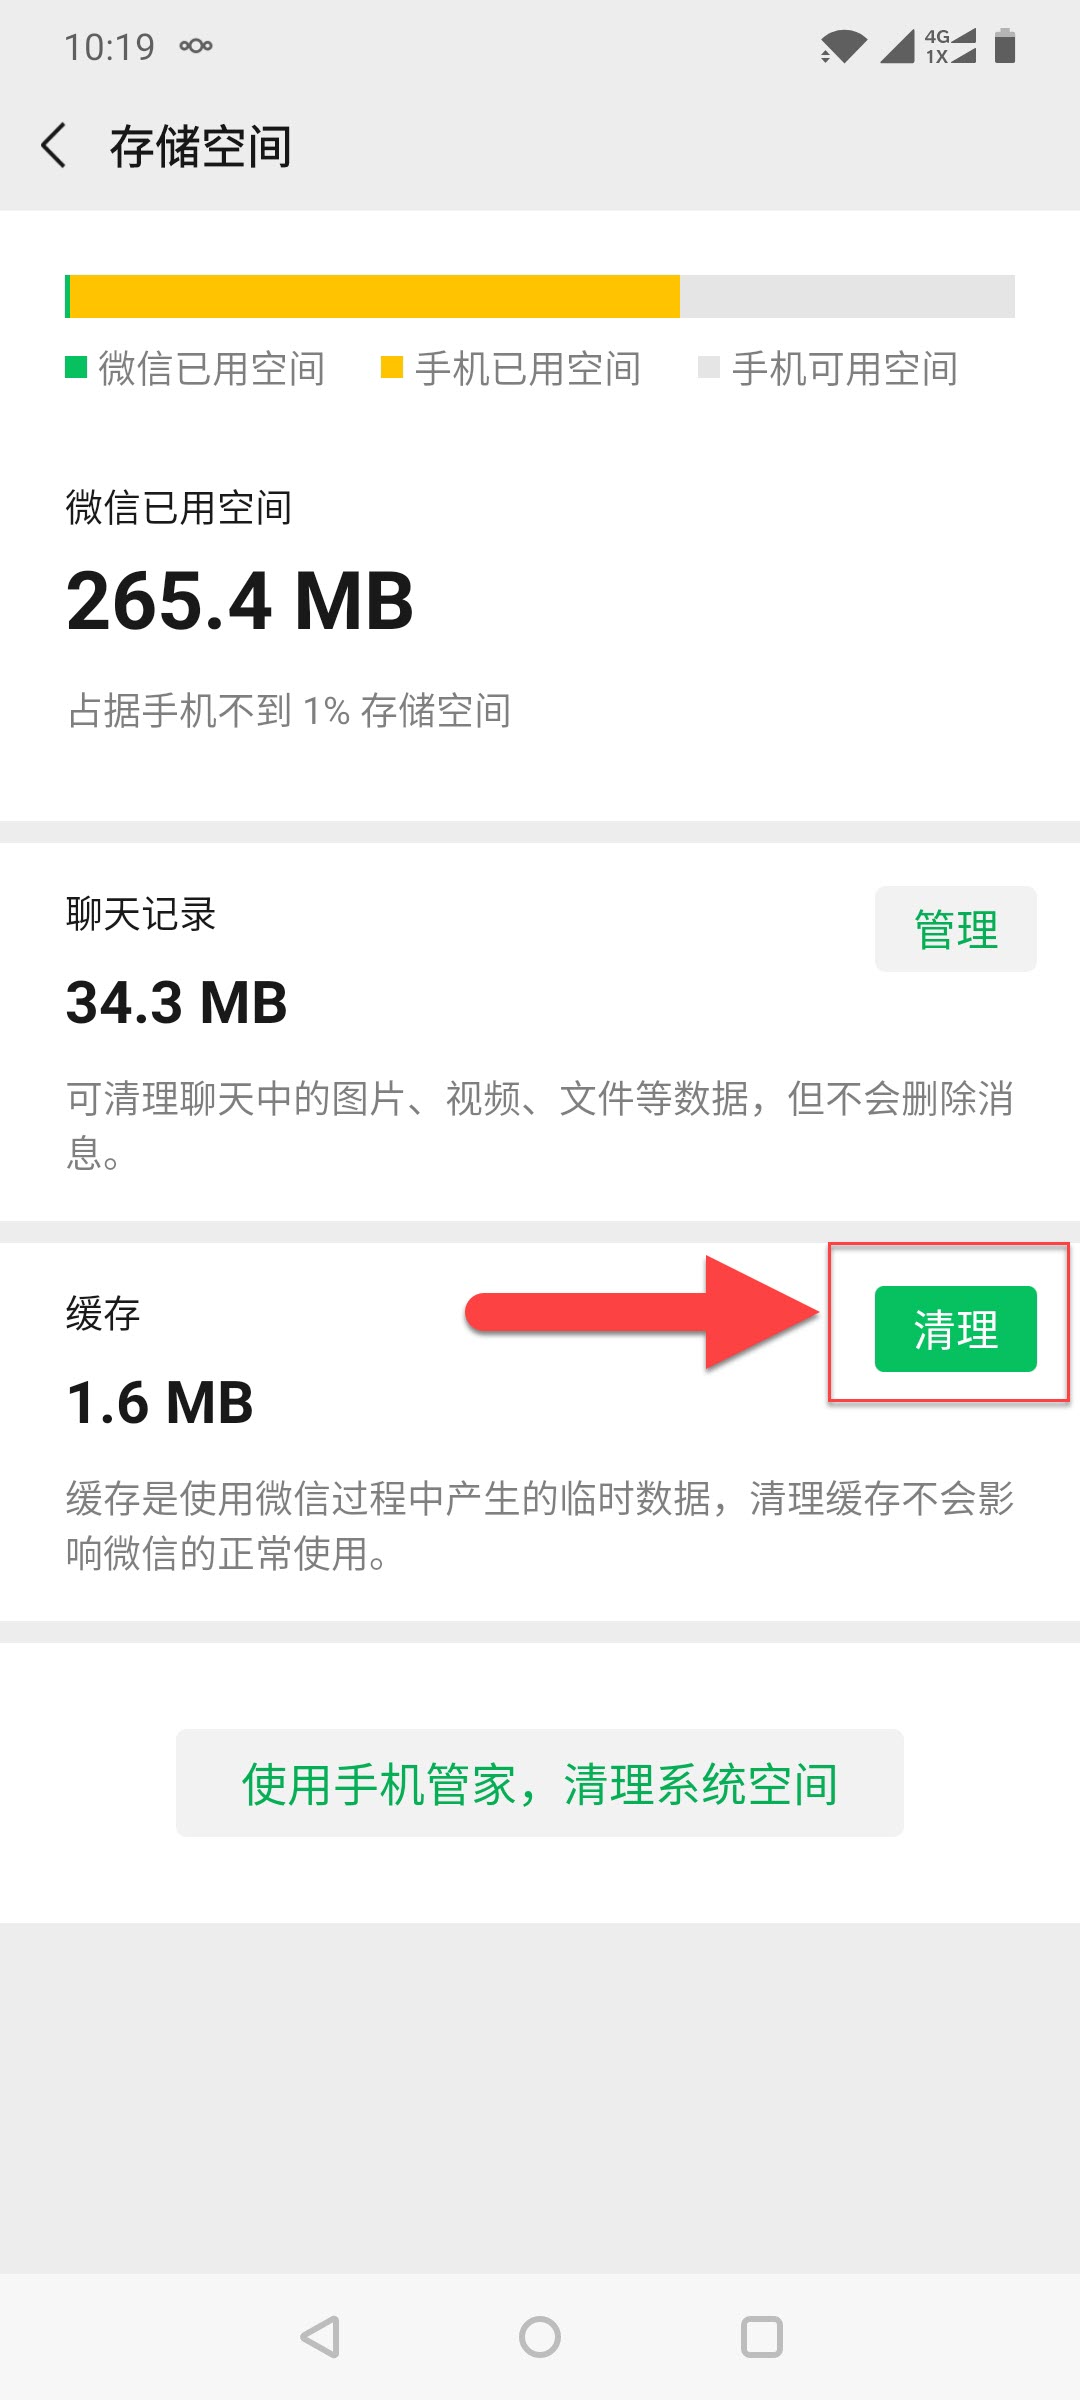 10:19
4G
1X
存储空间
微信已用空间 手机已用空间 手机可用空间
微信已用空间
265.4 MB
占据手机不到 1% 存储空间
聊天记录
管理
34.3 MB
可清理聊天中的图片、视频、文件等数据，但不会删除消
息。
缓存
清理
1.6 MB
缓存是使用微信过程中产生的临时数据，清理缓存不会影
响微信的正常使用。
使用手机管家，清理系统空间